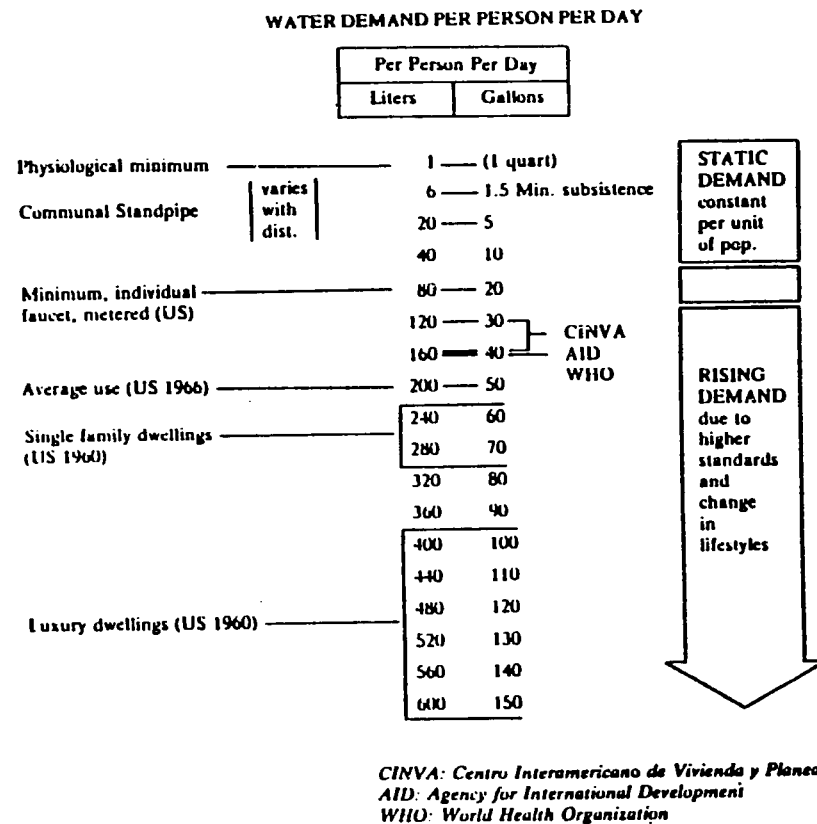 WATER DEMAND PER PERSON PER DAY
Per Person Per Day
Liters Gallons
Physiological minimum 1 (1 quart)
Communal Standpipe
varies
with
dist.
6 1.5 Min. subsistence
20 5
40 10
Minimum, individual
faucet, metered (US)
80 20
120 30
160 40
CINVA
AID
WHO
Average use (US 1966) 200 50
Single family dwellings
(US 1960)
240 60
280 70
320 80
360 90
400 100
440 110
480 120
Luxury dwellings (US 1960)
520 130
560 140
600 150
STATIC
DEMAND
constant
per unit
of pop.
RISING
DEMAND
due to
higher
standards
and
change
in
lifestyles
CINVA: Centro Interamericano de Vivienda y
AID: Agency for International Development
WHO: World Health Organization